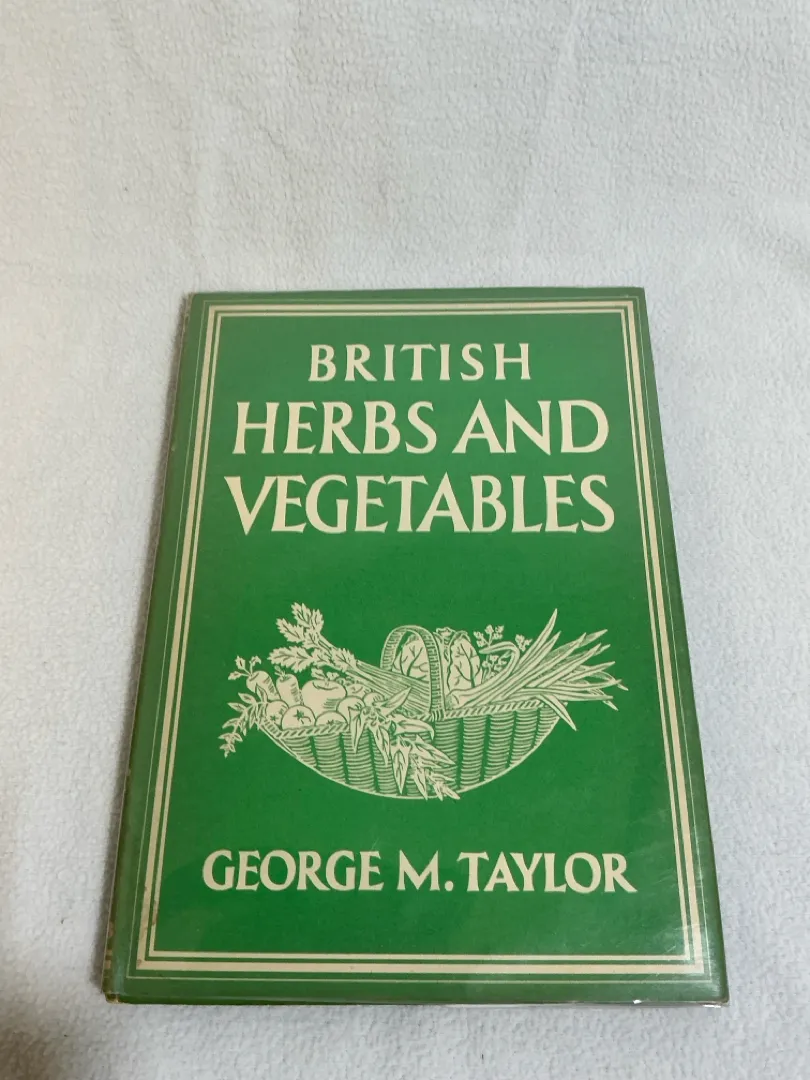 BRITISH
HERBS AND
VEGETABLES
GEORGE M. TAYLOR